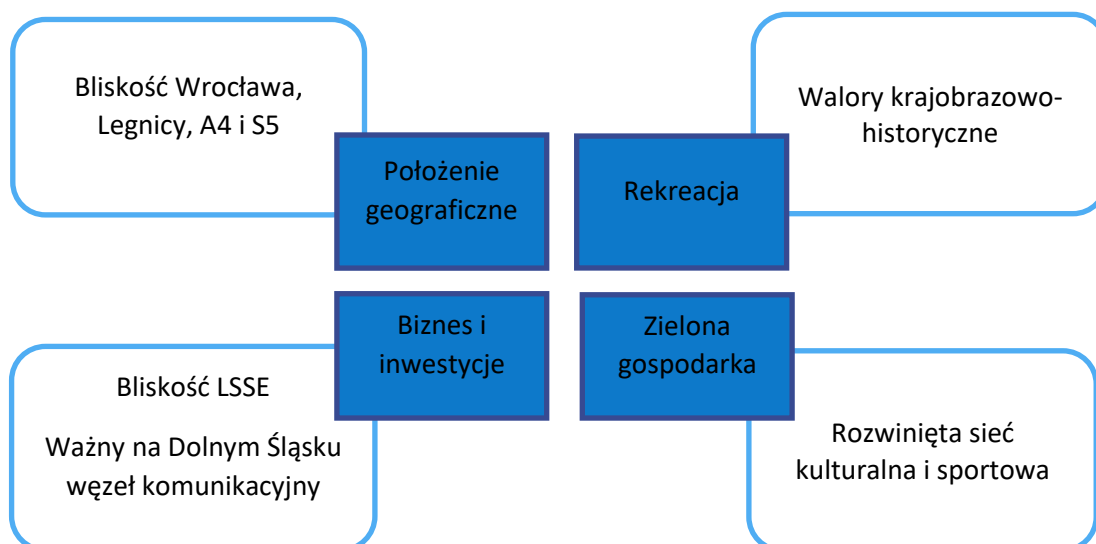 Bliskość Wrocława,
Legnicy, A4 i S5
Położenie
geograficzne
Walory krajobrazowo-
historyczne
Rekreacja
Biznes i
inwestycje
Bliskość LSSE
Ważny na Dolnym Śląsku
węzeł komunikacyjny
Zielona
gospodarka
Rozwinięta sieć
kulturalna i sportowa